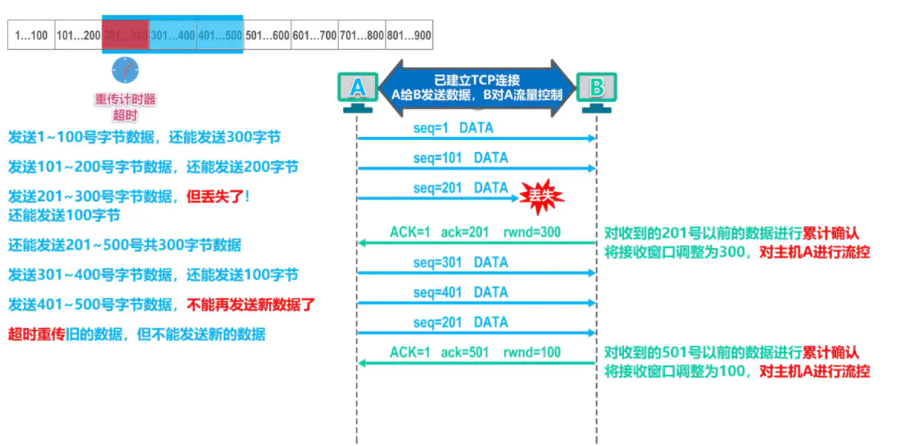 1…100 101…200 201…300 301…400 401…500 501…600 601…700 701…800 801…900
重传计时器
超时
A
已建立TCP连接
A给B发送数据，B对A流量控制
B
发送1~100号字节数据，还能发送300字节
seq=1 DATA
发送101~200号字节数据，还能发送200字节
seq=101 DATA
发送201~300号字节数据，但丢失了！
还能发送100字节
seq=201 DATA
丢失
还能发送201~500号共300字节数据
ACK=1 ack=201 rwnd=300
对收到的201号以前的数据进行累计确认
将接收窗口调整为300，对主机A进行流控
发送301~400号字节数据，还能发送100字节
seq=301 DATA
发送401~500号字节数据，不能再发送新数据了
seq=401 DATA
超时重传旧的数据，但不能发送新的数据
seq=201 DATA
ACK=1 ack=501 rwnd=100
对收到的501号以前的数据进行累计确认
将接收窗口调整为100，对主机A进行流控